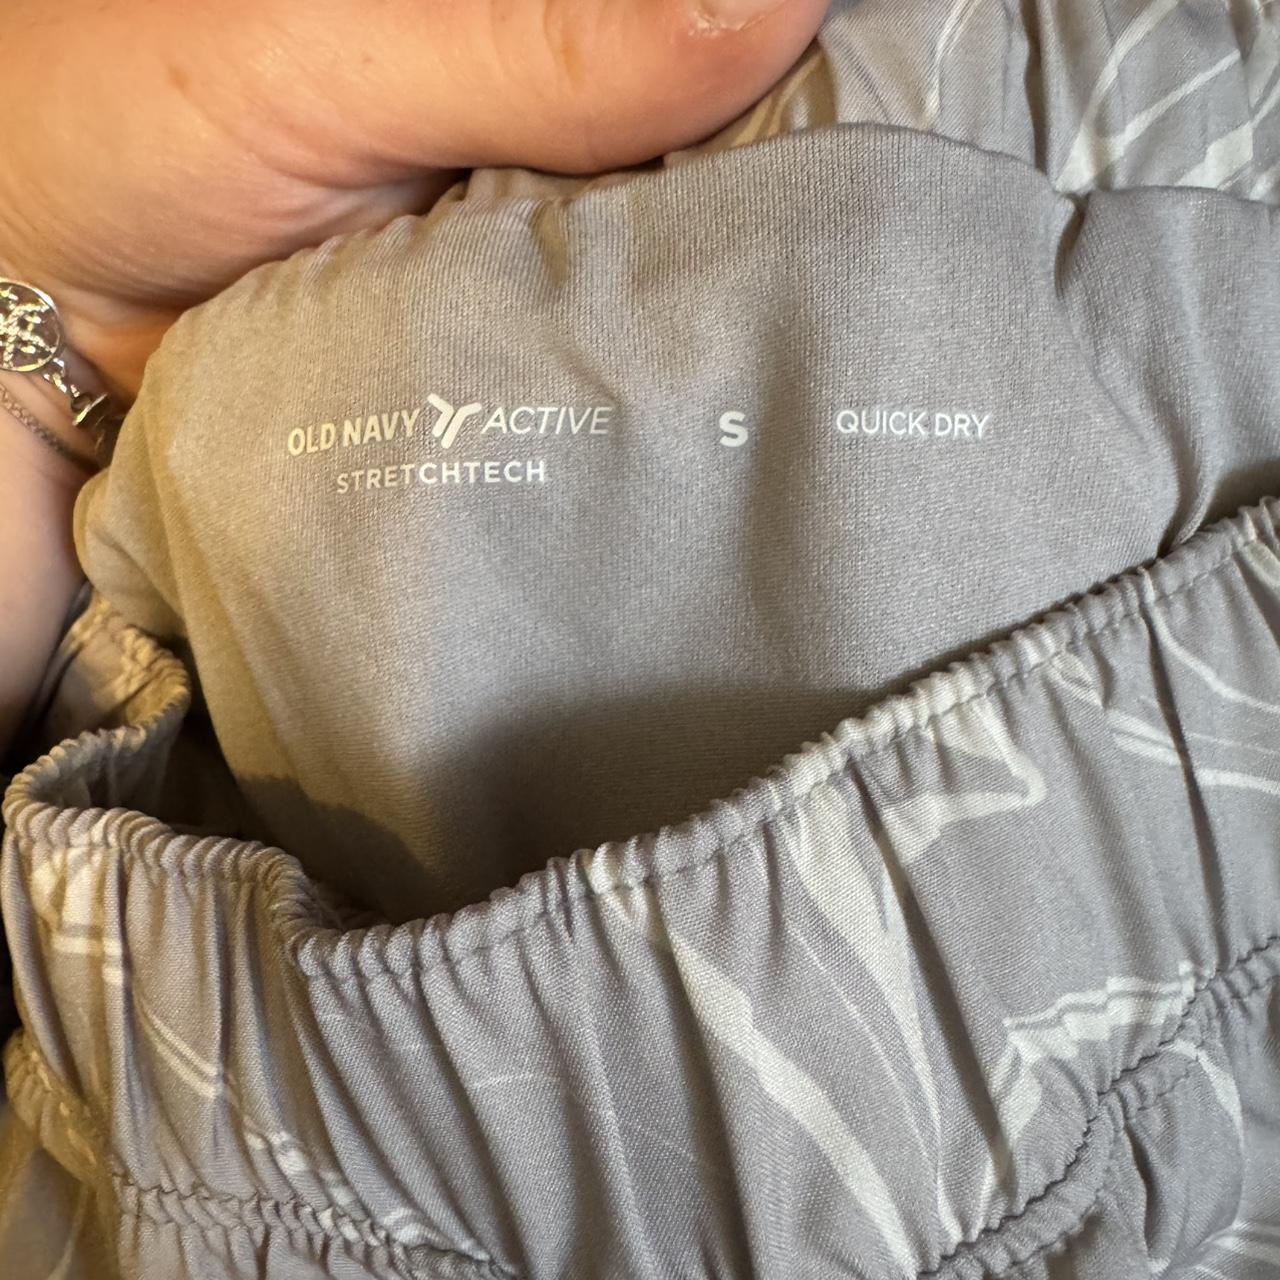 OLD NAVY ACTIVE S QUICK DRY
STRETCHTECH